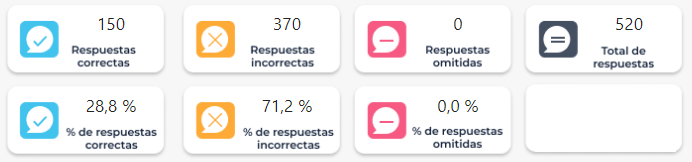 150
Respuestas
correctas
370
Respuestas
incorrectas
0
Respuestas
omitidas
520
Total de
respuestas
28,8 %
% de respuestas
correctas
71,2 %
% de respuestas
incorrectas
0,0 %
% de respuestas
omitidas